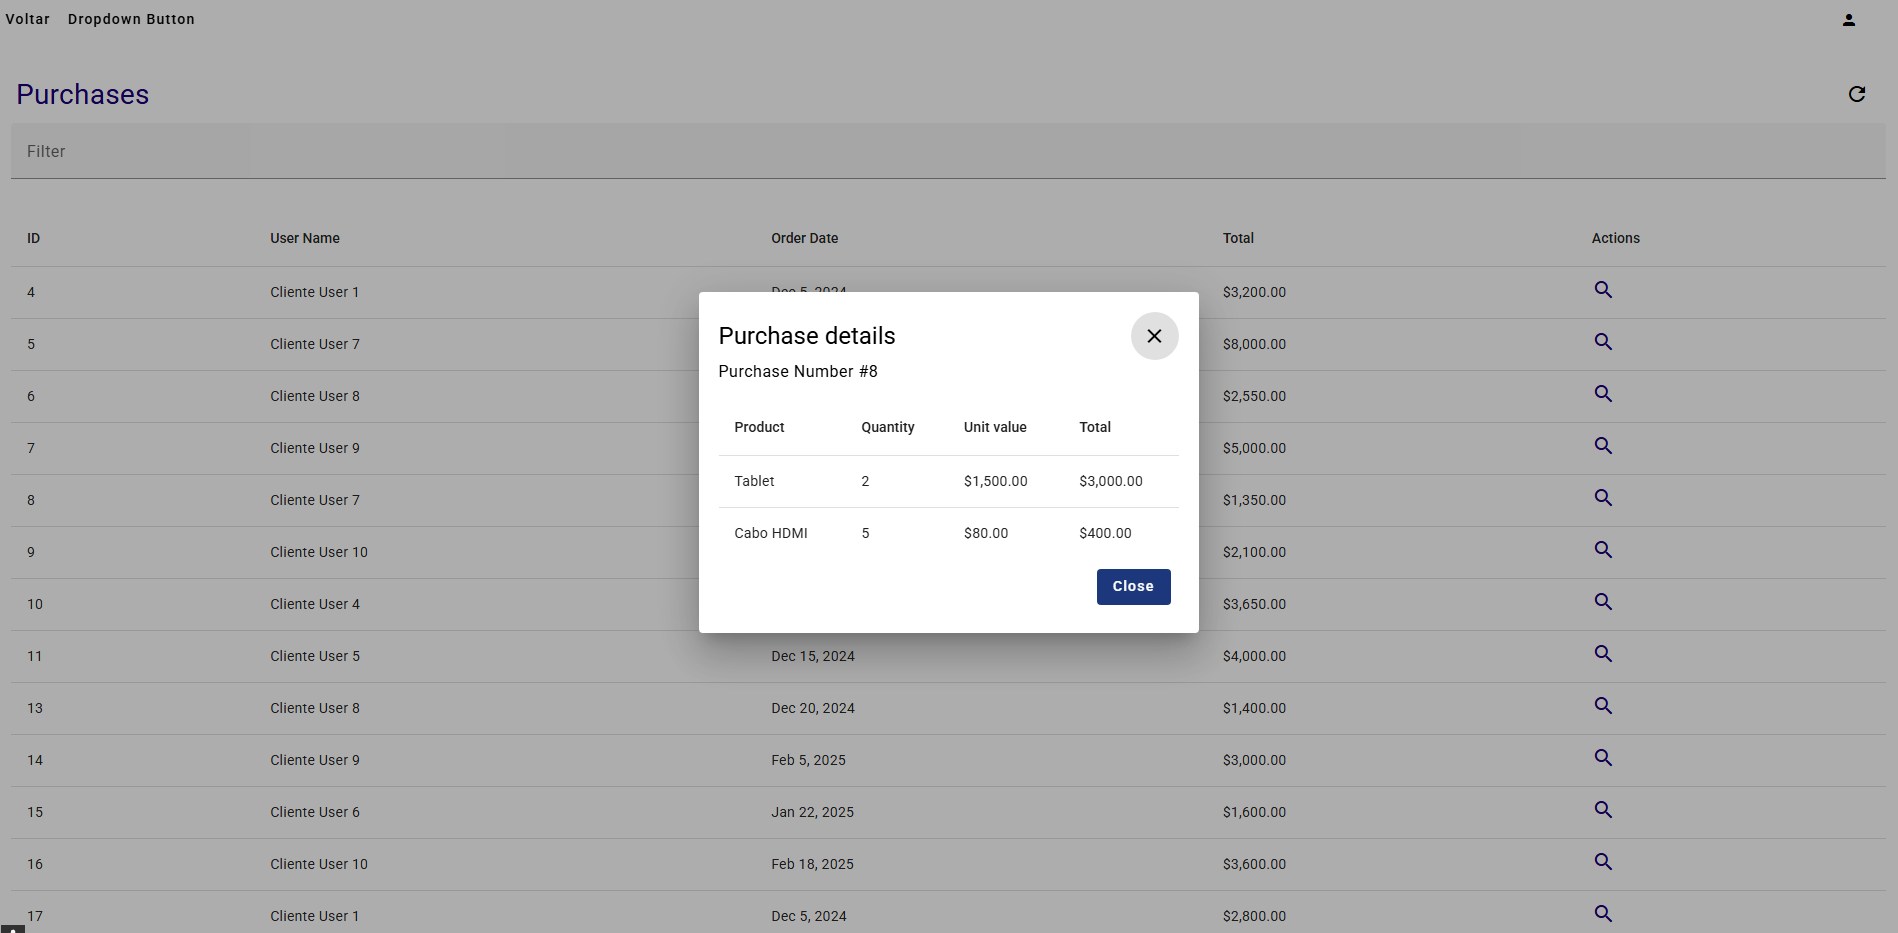 Voltar Dropdown Button
Purchases
Filter
ID User Name Order Date Total Actions
4 Cliente User 1 Dec 5, 2024 $3,200.00
5 Cliente User 7 $8,000.00
6 Cliente User 8 $2,550.00
7 Cliente User 9 $5,000.00
8 Cliente User 7 $1,350.00
9 Cliente User 10 $2,100.00
10 Cliente User 4 $3,650.00
11 Cliente User 5 Dec 15, 2024 $4,000.00
13 Cliente User 8 Dec 20, 2024 $1,400.00
14 Cliente User 9 Feb 5, 2025 $3,000.00
15 Cliente User 6 Jan 22, 2025 $1,600.00
16 Cliente User 10 Feb 18, 2025 $3,600.00
17 Cliente User 1 Dec 5, 2024 $2,800.00
Purchase details
Purchase Number #8
Product Quantity Unit value Total
Tablet 2 $1,500.00 $3,000.00
Cabo HDMI 5 $80.00 $400.00
Close